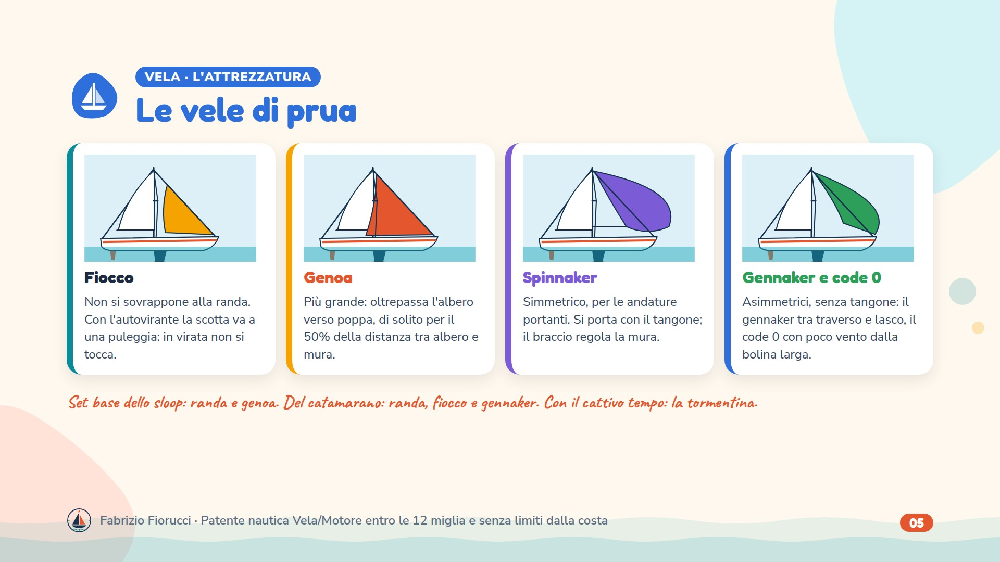 VELA · L'ATTREZZATURA
Le vele di prua
Fiocco
Non si sovrappone alla randa.
Con l'autovirante la scotta va a
una puleggia: in virata non si
tocca.
Genoa
Più grande: oltrepassa l'albero
verso poppa, di solito per il
50% della distanza tra albero e
mura.
Spinnaker
Simmetrico, per le andature
portanti. Si porta con il tangone;
il braccio regola la mura.
Gennaker e code 0
Asimmetrici, senza tangone: il
gennaker tra traverso e lasco, il
code 0 con poco vento dalla
bolina larga.
Set base dello sloop: randa e genoa. Del catamarano: randa, fiocco e gennaker. Con il cattivo tempo: la tormentina.
Fabrizio Fiorucci · Patente nautica Vela/Motore entro le 12 miglia e senza limiti dalla costa
05